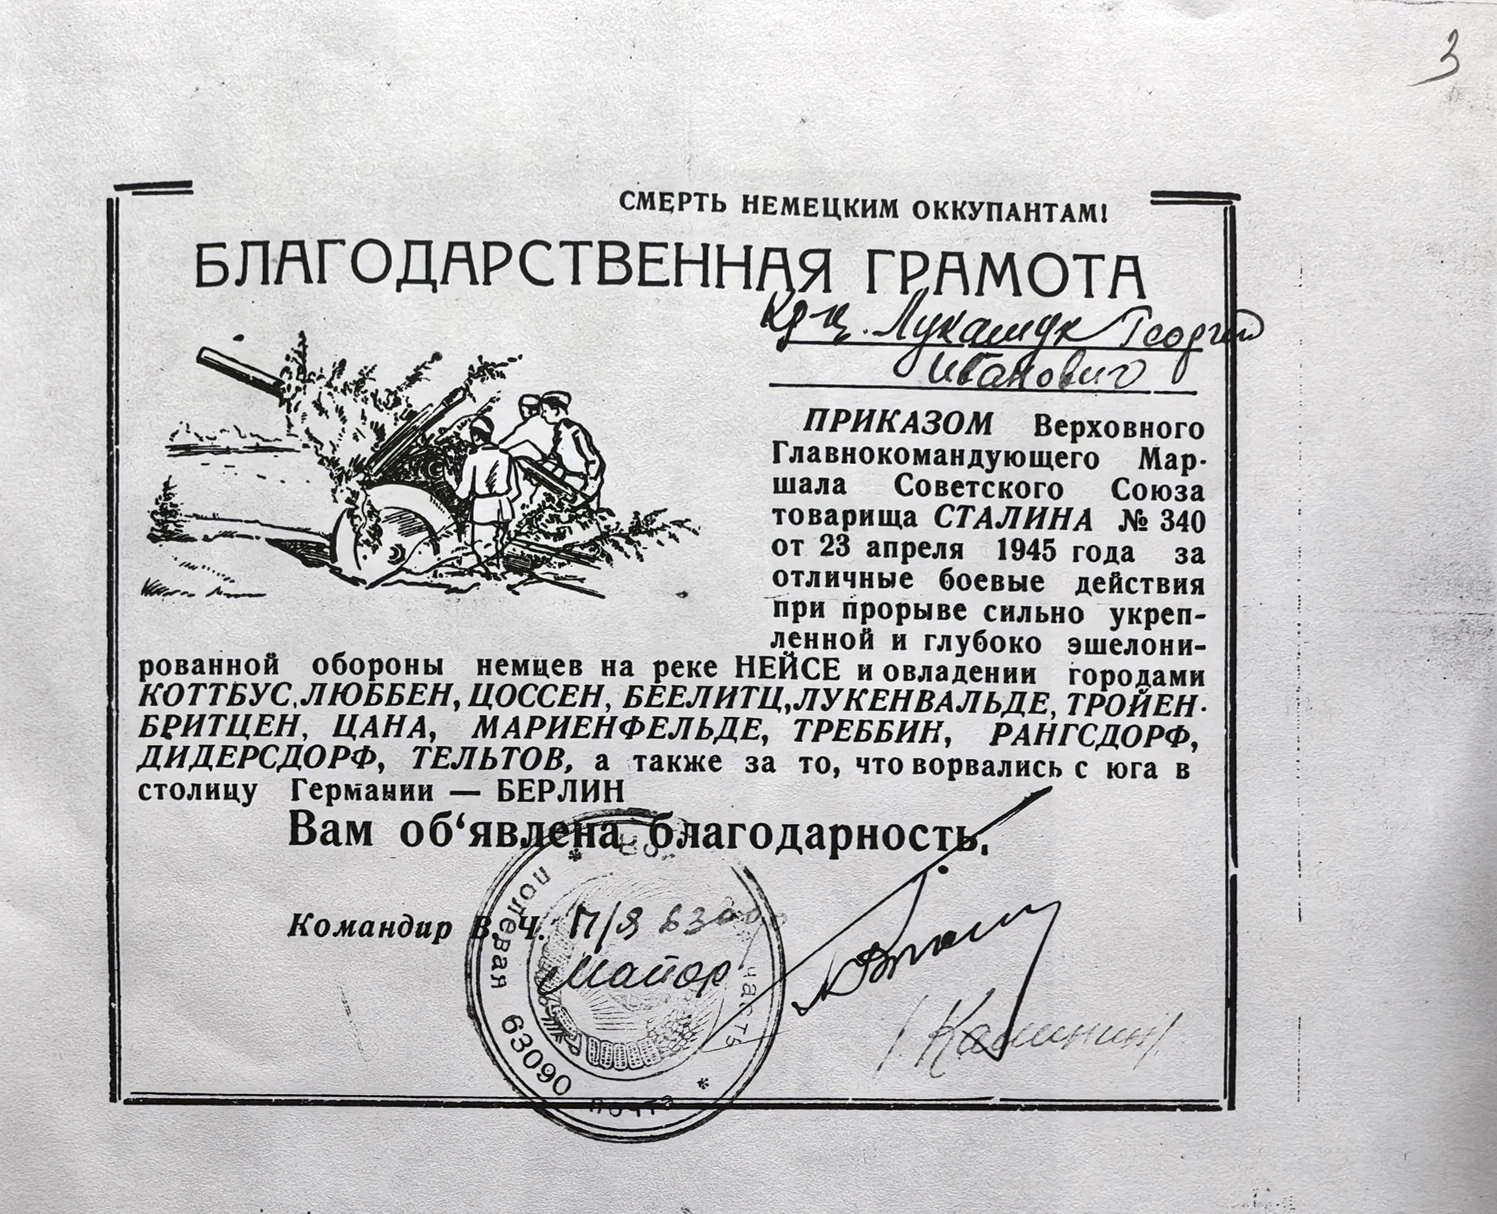 3
СМЕРТЬ НЕМЕЦКИМ ОККУПАНТАМ!
БЛАГОДАРСТВЕННАЯ ГРАМОТА
Кр-ц. Лукашук Георгий
Иванович
ПРИКАЗОМ Верховного
Главнокомандующего Мар-
шала Советского Союза
товарища СТАЛИНА № 340
от 23 апреля 1945 года за
отличные боевые действия
при прорыве сильно укреп-
ленной и глубоко эшелони-
рованной обороны немцев на реке НЕЙСЕ и овладении городами
КОТТБУС, ЛЮББЕН, ЦОССЕН, БЕЕЛИТЦ, ЛУКЕНВАЛЬДЕ, ТРОЙЕН-
БРИТЦЕН, ЦАНА, МАРИЕНФЕЛЬДЕ, ТРЕББИН, РАНГСДОРФ,
ДИДЕРСДОРФ, ТЕЛЬТОВ, а также за то, что ворвались с юга в
столицу Германии — БЕРЛИН
Вам об‘явлена благодарность.
Командир В. Ч. П/Я 63090
Майор
/Калинин/
полевая почта часть
63090